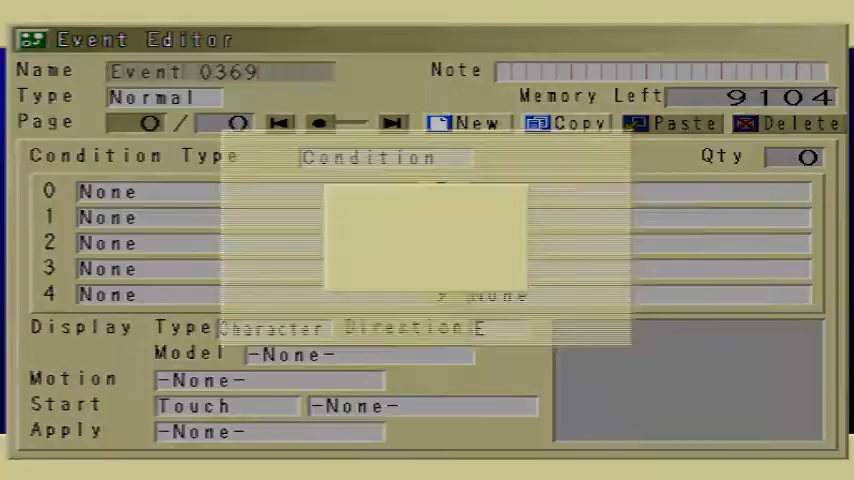 Event Editor
Name Event 0369 Note
Type Normal Memory Left 9104
Page 0 / 0 New Copy Paste Delete
Condition Type Condition Qty 0
0 None
1 None
2 None
3 None
4 None None
Display Type Character Direction E
Model -None-
Motion -None-
Start Touch -None-
Apply -None-